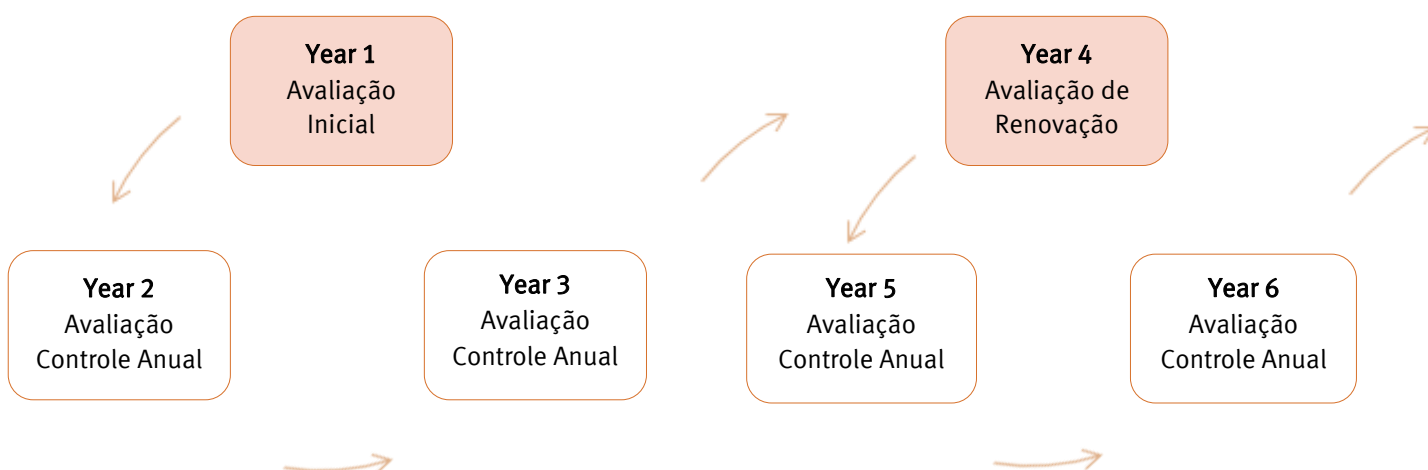 Year 1
Avaliação
Inicial
Year 4
Avaliação de
Renovação
Year 2
Avaliação
Controle Anual
Year 3
Avaliação
Controle Anual
Year 5
Avaliação
Controle Anual
Year 6
Avaliação
Controle Anual